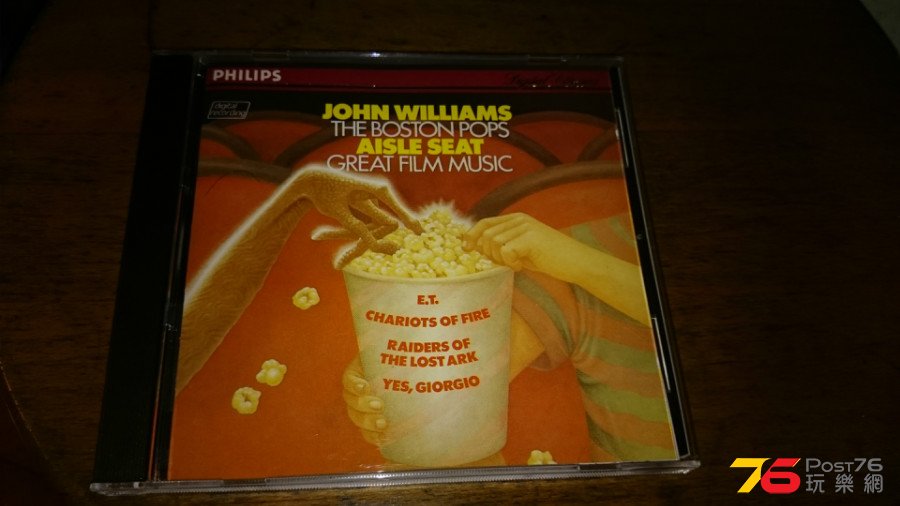 PHILIPS
digital
recording
JOHN WILLIAMS
THE BOSTON POPS
AISLE SEAT
GREAT FILM MUSIC
E.T.
CHARIOTS OF FIRE
RAIDERS OF
THE LOST ARK
YES, GIORGIO
76 POST76
玩樂網